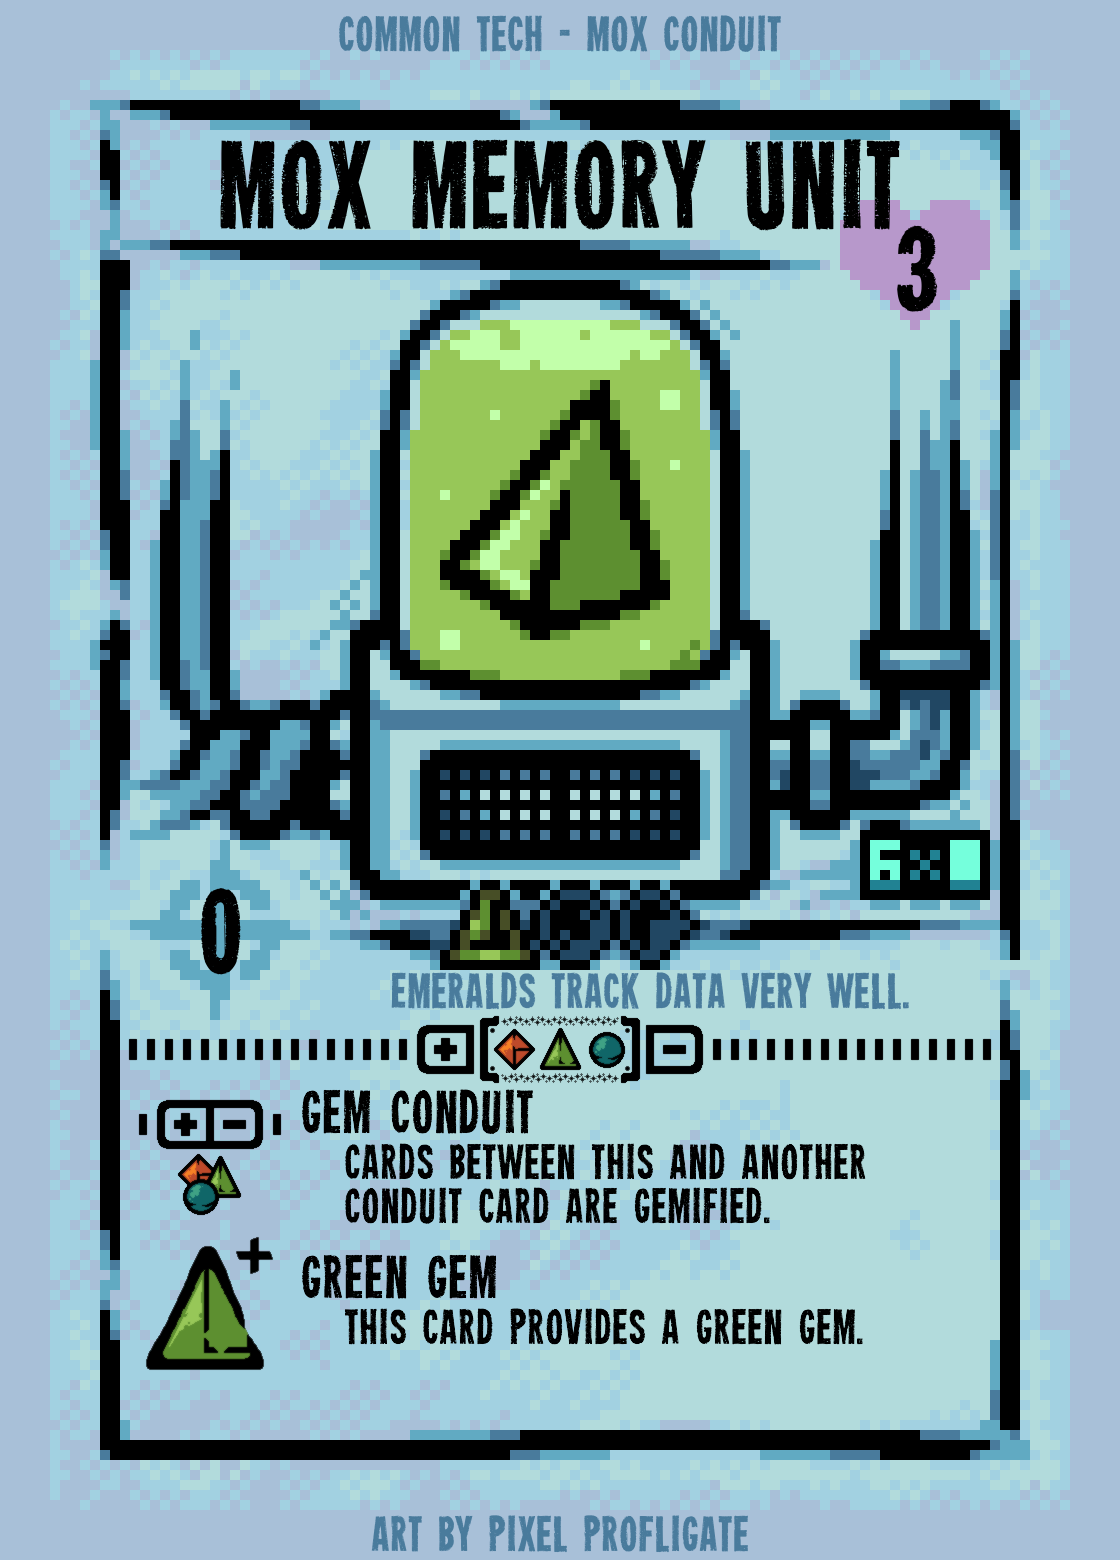 COMMON TECH - MOX CONDUIT
MOX MEMORY UNIT
3
6 X
0
EMERALDS TRACK DATA VERY WELL.
+ -
+ -
GEM CONDUIT
CARDS BETWEEN THIS AND ANOTHER
CONDUIT CARD ARE GEMIFIED.
+
GREEN GEM
THIS CARD PROVIDES A GREEN GEM.
ART BY PIXEL PROFLIGATE